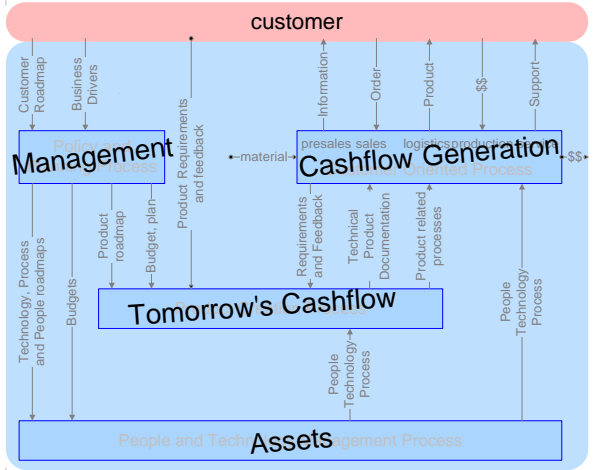 customer
Customer
Roadmap
Business
Drivers
Product Requirements
and feedback
Information
Order
Product
$$
Support
Policy and
Process
Management
material
presales sales logistics production service
Oriented Process
Cashflow Generation
$$
Technology, Process
and People roadmaps
Budgets
Product
roadmap
Budget, plan
Requirements
and Feedback
Technical
Product
Documentation
Product related
processes
People
Technology
Process
Tomorrow's Cashflow
People
Technology
Process
People and Technology Management Process
Assets